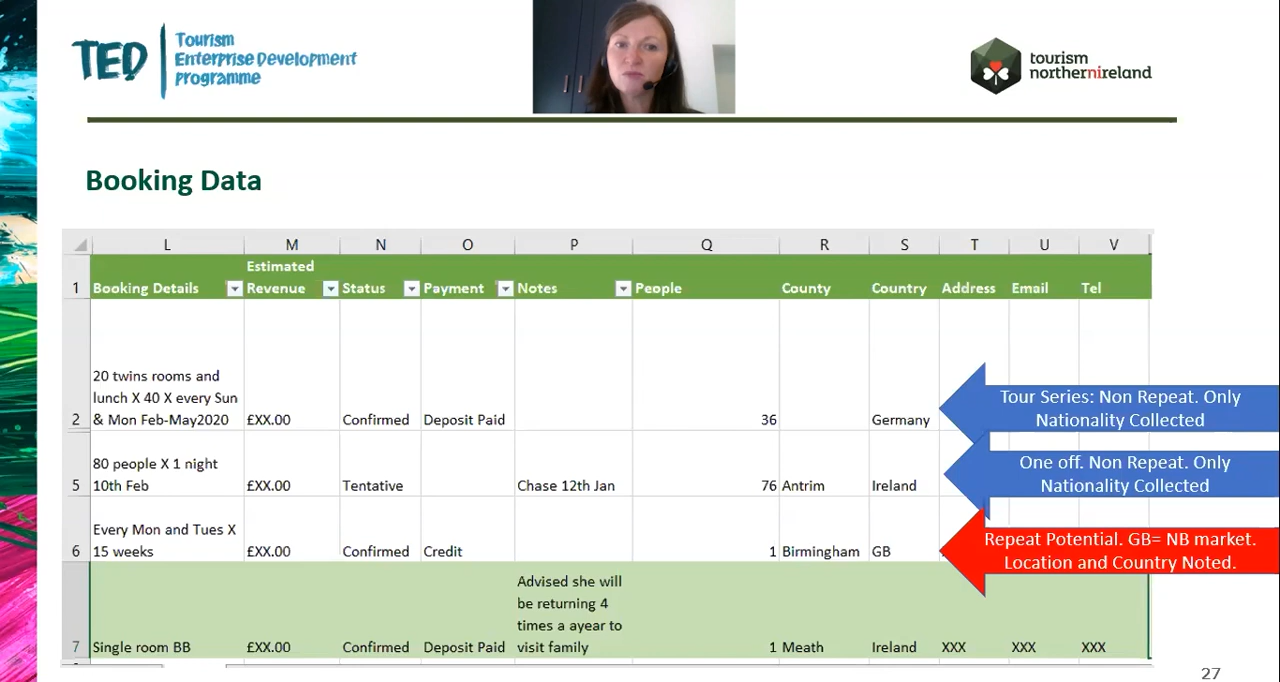 TED
Tourism
Enterprise Development
programme
tourism
northernireland
Booking Data
L M N O P Q R S T U V
1 Booking Details Estimated Revenue Status Payment Notes People County Country Address Email Tel
20 twins rooms and
lunch X 40 X every Sun
2 & Mon Feb-May2020 £XX.00 Confirmed Deposit Paid 36 Germany
Tour Series: Non Repeat. Only
Nationality Collected
80 people X 1 night
5 10th Feb £XX.00 Tentative Chase 12th Jan 76 Antrim Ireland
One off. Non Repeat. Only
Nationality Collected
Every Mon and Tues X
6 15 weeks £XX.00 Confirmed Credit 1 Birmingham GB
Repeat Potential. GB= NB market.
Location and Country Noted.
Advised she will
be returning 4
times a ayear to
7 Single room BB £XX.00 Confirmed Deposit Paid visit family 1 Meath Ireland XXX XXX XXX
27